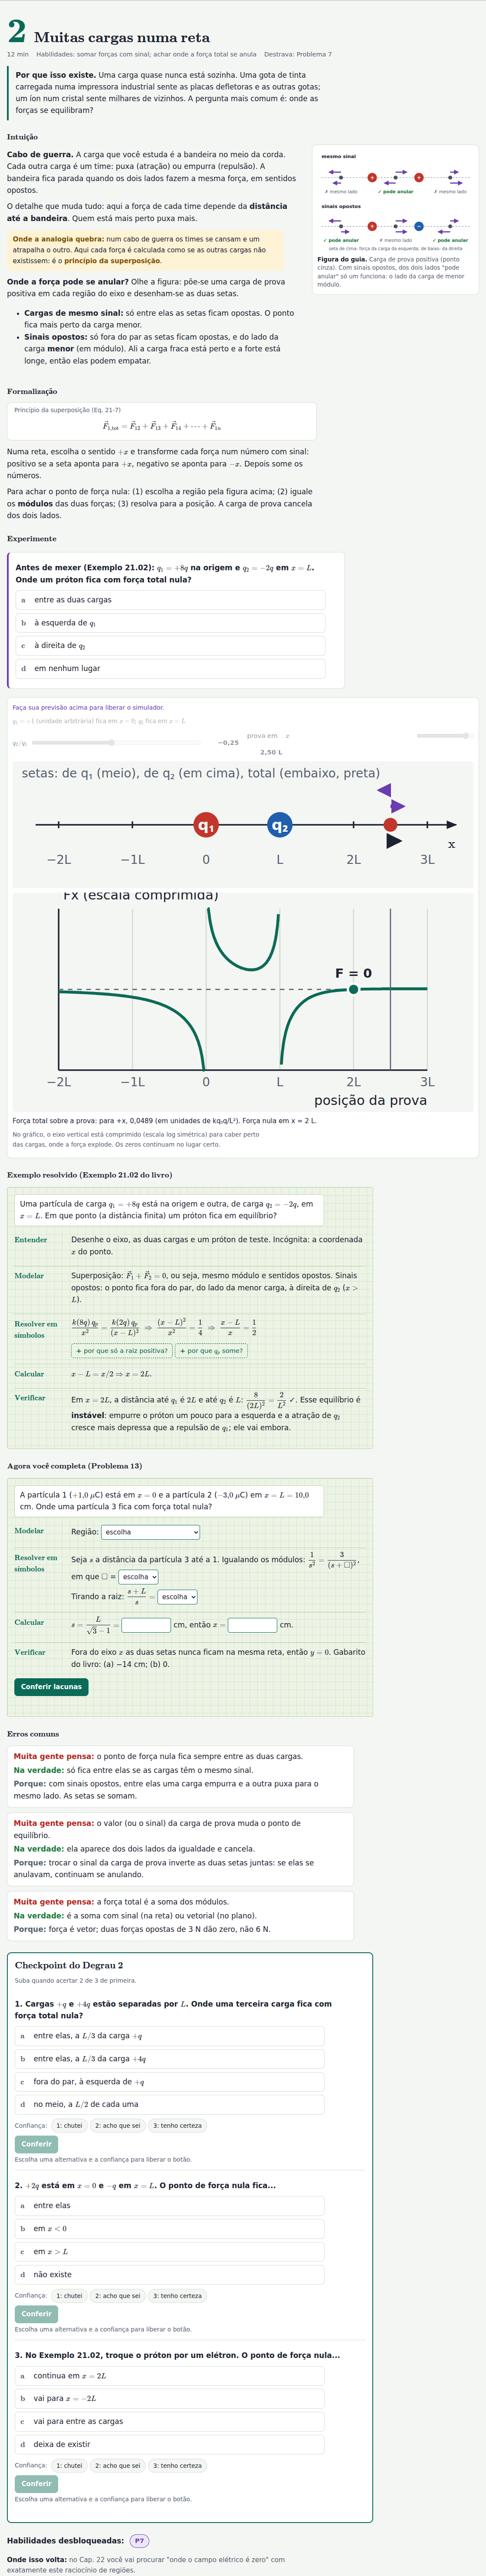 2 Muitas cargas numa reta
12 min Habilidades: somar forças com sinal; achar onde a força total se anula Destrava: Problema 7
Por que isso existe. Uma carga quase nunca está sozinha. Uma gota de tinta
carregada numa impressora industrial sente as placas defletoras e as outras gotas;
um íon num cristal sente milhares de vizinhos. A pergunta mais comum é: onde as
forças se equilibram?
Intuição
Cabo de guerra. A carga que você estuda é a bandeira no meio da corda.
Cada outra carga é um time: puxa (atração) ou empurra (repulsão). A
bandeira fica parada quando os dois lados fazem a mesma força, em sentidos
opostos.
O detalhe que muda tudo: aqui a força de cada time depende da distância
até a bandeira. Quem está mais perto puxa mais.
Onde a analogia quebra: num cabo de guerra os times se cansam e um
atrapalha o outro. Aqui cada força é calculada como se as outras cargas não
existissem: é o princípio da superposição.
Onde a força pode se anular? Olhe a figura: põe-se uma carga de prova
positiva em cada região do eixo e desenham-se as duas setas.
• Cargas de mesmo sinal: só entre elas as setas ficam opostas. O ponto
fica mais perto da carga menor.
• Sinais opostos: só fora do par as setas ficam opostas, e do lado da
carga menor (em módulo). Ali a carga fraca está perto e a forte está
longe, então elas podem empatar.
mesmo sinal
+ +
✗ mesmo lado ✓ pode anular ✗ mesmo lado
sinais opostos
+ −
✓ pode anular ✗ mesmo lado ✓ pode anular
seta de cima: força da carga da esquerda; de baixo: da direita
Figura do guia. Carga de prova positiva (ponto
cinza). Com sinais opostos, dos dois lados "pode
anular" só um funciona: o lado da carga de menor
módulo.
Formalização
Princípio da superposição (Eq. 21-7)
F⃗1,tot = F⃗12 + F⃗13 + F⃗14 + ··· + F⃗1n
Numa reta, escolha o sentido +x e transforme cada força num número com sinal:
positivo se a seta aponta para +x, negativo se aponta para −x. Depois some os
números.
Para achar o ponto de força nula: (1) escolha a região pela figura acima; (2) iguale
os módulos das duas forças; (3) resolva para a posição. A carga de prova cancela
dos dois lados.
Experimente
Antes de mexer (Exemplo 21.02): q₁ = +8q na origem e q₂ = −2q em x = L.
Onde um próton fica com força total nula?
a entre as duas cargas
b à esquerda de q₁
c à direita de q₂
d em nenhum lugar
Faça sua previsão acima para liberar o simulador.
q₁ = +1 (unidade arbitrária) fica em x = 0; q₂ fica em x = L
q₂/q₁ −0,25 prova em x 2,50 L
setas: de q₁ (meio), de q₂ (em cima), total (embaixo, preta)
q₁ q₂
x
−2L −1L 0 L 2L 3L
Fx (escala comprimida)
F = 0
−2L −1L 0 L 2L 3L
posição da prova
Força total sobre a prova: para +x, 0,0489 (em unidades de kq₁q/L²). Força nula em x = 2 L.
No gráfico, o eixo vertical está comprimido (escala log simétrica) para caber perto
das cargas, onde a força explode. Os zeros continuam no lugar certo.
Exemplo resolvido (Exemplo 21.02 do livro)
Uma partícula de carga q₁ = +8q está na origem e outra, de carga q₂ = −2q, em
x = L. Em que ponto (a distância finita) um próton fica em equilíbrio?
Entender Desenhe o eixo, as duas cargas e um próton de teste. Incógnita: a coordenada
x do ponto.
Modelar Superposição: F⃗1 + F⃗2 = 0, ou seja, mesmo módulo e sentidos opostos. Sinais
opostos: o ponto fica fora do par, do lado da carga menor, à direita de q₂ (x >
L).
Resolver em símbolos k(8q) qp / x² = k(2q) qp / (x − L)² ⇒ (x − L)² / x² = 1/4 ⇒ (x − L)/x = 1/2
+ por que só a raiz positiva? + por que qp some?
Calcular x − L = x/2 ⇒ x = 2L.
Verificar Em x = 2L, a distância até q₁ é 2L e até q₂ é L: 8/(2L)² = 2/L² ✓. Esse equilíbrio é
instável: empurre o próton um pouco para a esquerda e a atração de q₂
cresce mais depressa que a repulsão de q₁; ele vai embora.
Agora você completa (Problema 13)
A partícula 1 (+1,0 μC) está em x = 0 e a partícula 2 (−3,0 μC) em x = L = 10,0
cm. Onde uma partícula 3 fica com força total nula?
Modelar Região: escolha
Resolver em símbolos Seja s a distância da partícula 3 até a 1. Igualando os módulos: 1/s² = 3/(s + □)²,
em que □ = escolha
Tirando a raiz: (s + L)/s = escolha
Calcular s = L/(√3 − 1) = cm, então x = cm.
Verificar Fora do eixo x as duas setas nunca ficam na mesma reta, então y = 0. Gabarito
do livro: (a) −14 cm; (b) 0.
Conferir lacunas
Erros comuns
Muita gente pensa: o ponto de força nula fica sempre entre as duas cargas.
Na verdade: só fica entre elas se as cargas têm o mesmo sinal.
Porque: com sinais opostos, entre elas uma carga empurra e a outra puxa para o
mesmo lado. As setas se somam.
Muita gente pensa: o valor (ou o sinal) da carga de prova muda o ponto de
equilíbrio.
Na verdade: ela aparece dos dois lados da igualdade e cancela.
Porque: trocar o sinal da carga de prova inverte as duas setas juntas: se elas se
anulavam, continuam se anulando.
Muita gente pensa: a força total é a soma dos módulos.
Na verdade: é a soma com sinal (na reta) ou vetorial (no plano).
Porque: força é vetor; duas forças opostas de 3 N dão zero, não 6 N.
Checkpoint do Degrau 2
Suba quando acertar 2 de 3 de primeira.
1. Cargas +q e +4q estão separadas por L. Onde uma terceira carga fica com
força total nula?
a entre elas, a L/3 da carga +q
b entre elas, a L/3 da carga +4q
c fora do par, à esquerda de +q
d no meio, a L/2 de cada uma
Confiança: 1: chutei 2: acho que sei 3: tenho certeza
Conferir
Escolha uma alternativa e a confiança para liberar o botão.
2. +2q está em x = 0 e −q em x = L. O ponto de força nula fica...
a entre elas
b em x < 0
c em x > L
d não existe
Confiança: 1: chutei 2: acho que sei 3: tenho certeza
Conferir
Escolha uma alternativa e a confiança para liberar o botão.
3. No Exemplo 21.02, troque o próton por um elétron. O ponto de força nula...
a continua em x = 2L
b vai para x = −2L
c vai para entre as cargas
d deixa de existir
Confiança: 1: chutei 2: acho que sei 3: tenho certeza
Conferir
Escolha uma alternativa e a confiança para liberar o botão.
Habilidades desbloqueadas: P7
Onde isso volta: no Cap. 22 você vai procurar "onde o campo elétrico é zero" com
exatamente este raciocínio de regiões.